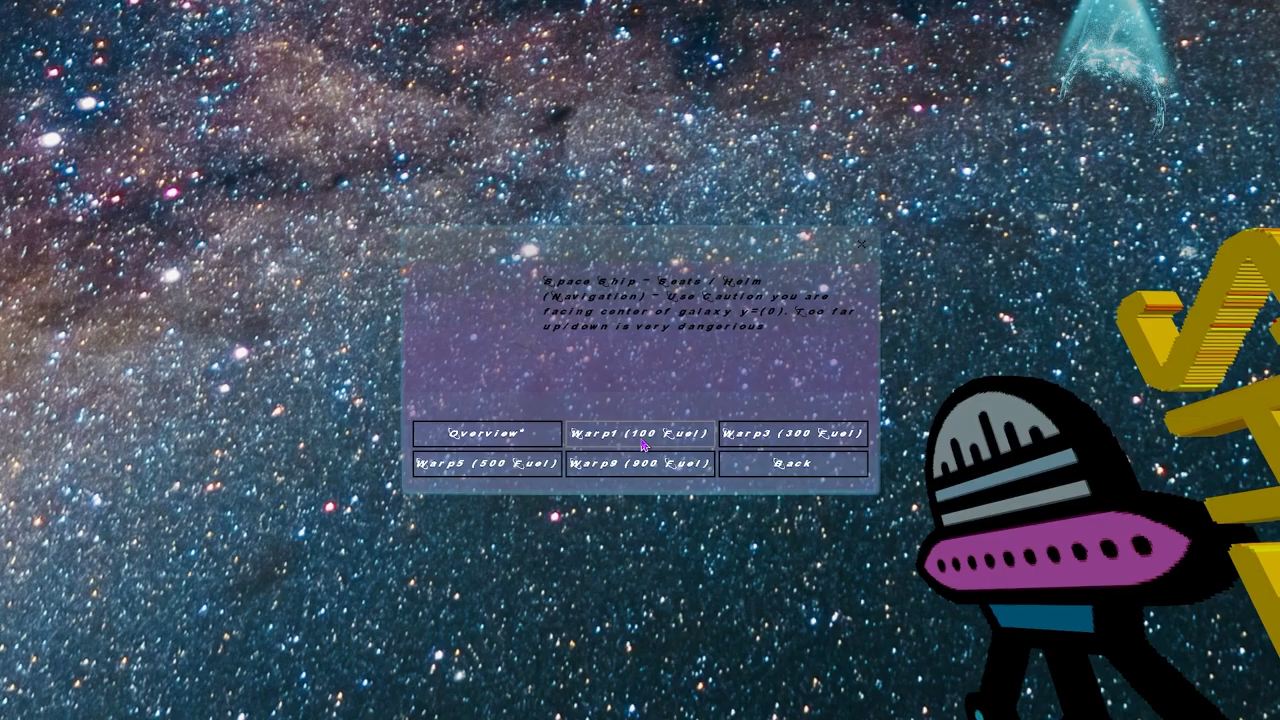 Space Ship - Seats / Helm
(Navigation) - Use Caution you are
facing center of galaxy y=(0). Too far
up/down is very dangerious
Overview* Warp1 (100 Fuel) Warp3 (300 Fuel)
Warp5 (500 Fuel) Warp9 (900 Fuel) Back